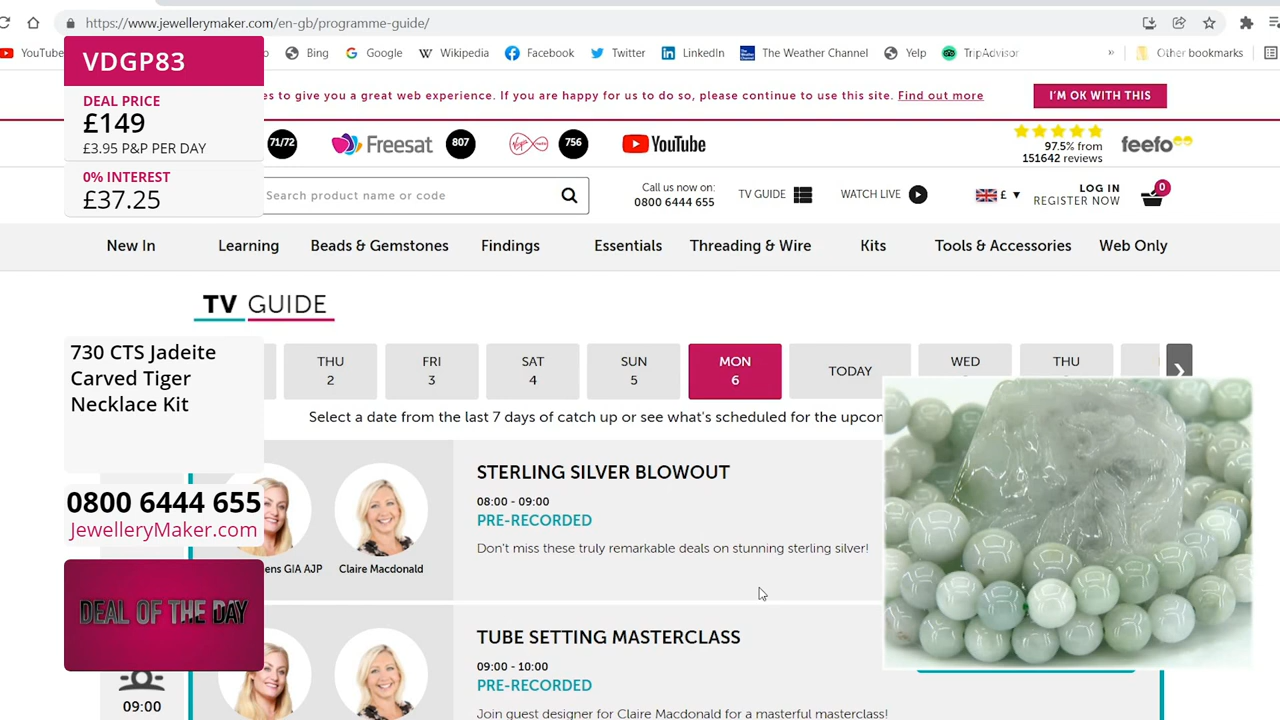 https://www.jewellerymaker.com/en-gb/programme-guide/
YouTube
Bing
Google
Wikipedia
Facebook
Twitter
LinkedIn
The Weather Channel
Yelp
TripAdvisor
»
Other bookmarks
VDGP83
DEAL PRICE
£149
£3.95 P&P PER DAY
0% INTEREST
£37.25
es to give you a great web experience. If you are happy for us to do so, please continue to use this site. Find out more
I'M OK WITH THIS
71/72
Freesat
807
756
YouTube
97.5% from
151642 reviews
feefo
Search product name or code
Call us now on:
0800 6444 655
TV GUIDE
WATCH LIVE
£ ▼
LOG IN
REGISTER NOW
0
New In
Learning
Beads & Gemstones
Findings
Essentials
Threading & Wire
Kits
Tools & Accessories
Web Only
TV GUIDE
730 CTS Jadeite
Carved Tiger
Necklace Kit
THU
2
FRI
3
SAT
4
SUN
5
MON
6
TODAY
WED
THU
Select a date from the last 7 days of catch up or see what's scheduled for the upcon
0800 6444 655
JewelleryMaker.com
DEAL OF THE DAY
ens GIA AJP
Claire Macdonald
STERLING SILVER BLOWOUT
08:00 - 09:00
PRE-RECORDED
Don't miss these truly remarkable deals on stunning sterling silver!
09:00
TUBE SETTING MASTERCLASS
09:00 - 10:00
PRE-RECORDED
Join guest designer for Claire Macdonald for a masterful masterclass!